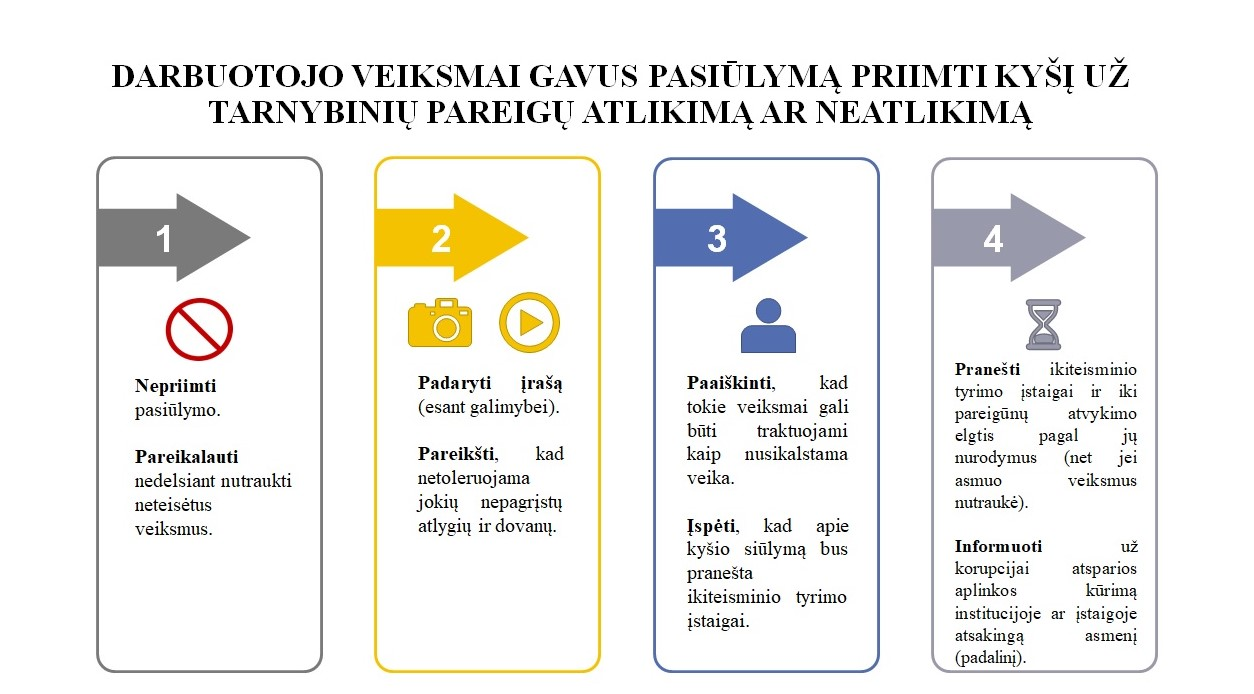 DARBUOTOJO VEIKSMAI GAVUS PASIŪLYMĄ PRIIMTI KYŠĮ UŽ
TARNYBINIŲ PAREIGŲ ATLIKIMĄ AR NEATLIKIMĄ
1
Nepriimti
pasiūlymo.
Pareikalauti
nedelsiant nutraukti
neteisėtus
veiksmus.
2
Padaryti įrašą
(esant galimybei).
Pareikšti, kad
netoleruojama
jokių nepagrįstų
atlygių ir dovanų.
3
Paaiškinti, kad
tokie veiksmai gali
būti traktuojami
kaip nusikalstama
veika.
Įspėti, kad apie
kyšio siūlymą bus
pranešta
ikiteisminio tyrimo
įstaigai.
4
Pranešti ikiteisminio
tyrimo įstaigai ir iki
pareigūnų atvykimo
elgtis pagal jų
nurodymus (net jei
asmuo veiksmus
nutraukė).
Informuoti už
korupcijai atsparios
aplinkos kūrimą
institucijoje ar įstaigoje
atsakingą asmenį
(padalinį).